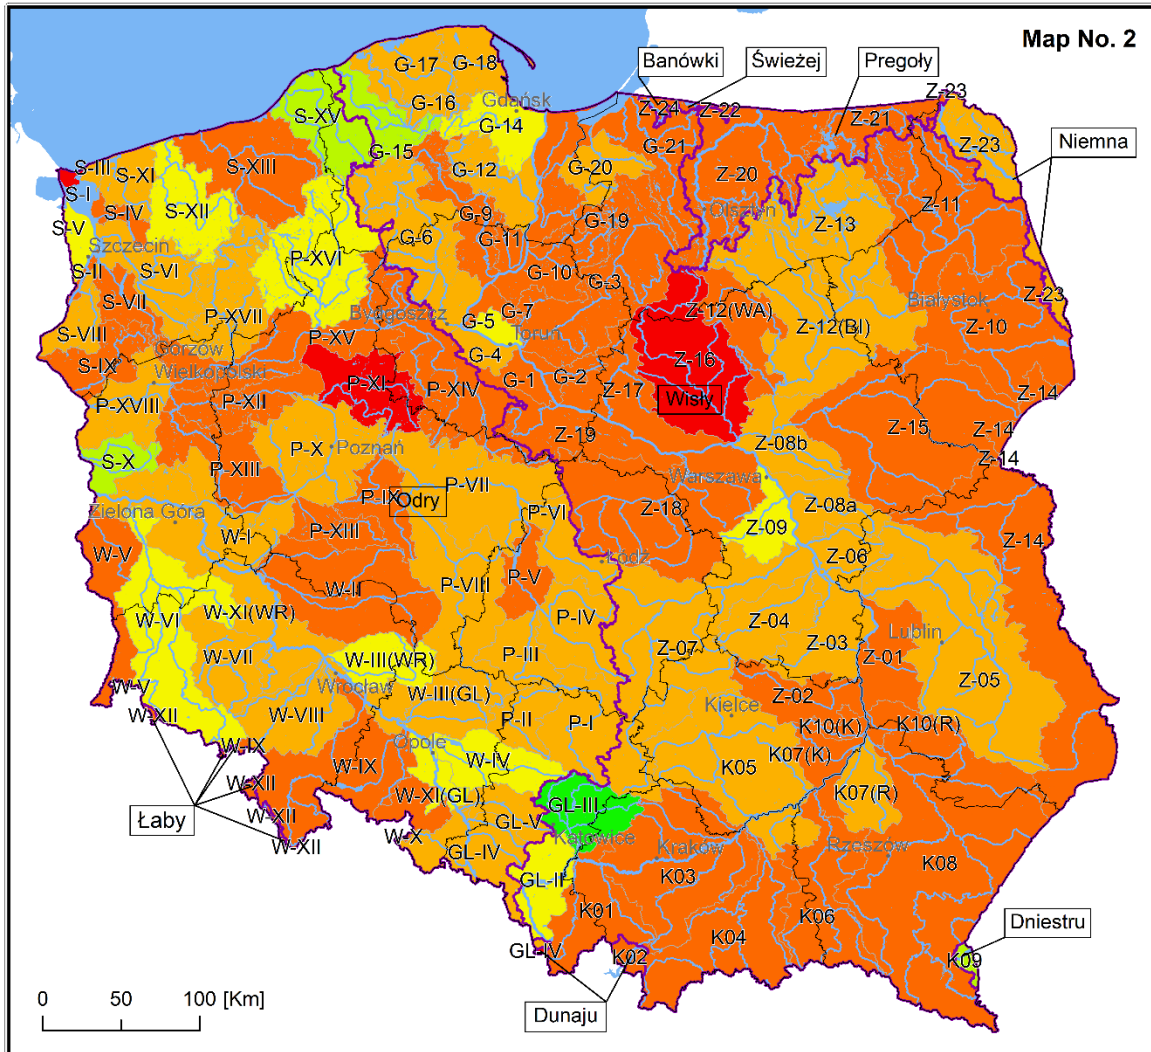 Map No. 2
Banówki
Świeżej
Pregoły
Niemna
G-17
G-18
G-16
Gdańsk
G-14
G-15
G-12
G-9
G-11
G-6
G-10
G-7
G-5
Toruń
G-4
G-1
G-2
G-3
G-19
G-20
G-21
Z-24
Z-22
Z-21
Z-23
Z-23
Z-23
Z-20
Olsztyn
Z-13
Z-11
Białystok
Z-10
Z-12(WA)
Z-12(BI)
Z-16
Wisły
Z-17
Z-19
Z-15
Z-14
Z-14
Z-14
Z-14
Z-08b
Warszawa
Z-08a
Z-09
Z-18
Łódź
Z-06
Z-04
Z-03
Z-07
Z-01
Lublin
Z-05
Z-02
Kielce
S-XV
S-XIII
S-III
S-XI
S-I
S-IV
S-XII
S-V
Szczecin
S-II
S-VI
S-VII
S-VIII
S-IX
Gorzów
Wielkopolski
S-X
P-XVI
P-XVII
Bydgoszcz
P-XV
P-XI
P-XIV
P-XII
P-XVIII
P-X
Poznań
P-XIII
P-IX
Odry
P-VII
P-VI
P-XIII
P-VIII
P-V
P-IV
P-III
P-II
P-I
Zielona Góra
W-I
W-V
W-II
W-XI(WR)
W-VI
W-VII
W-III(WR)
Wrocław
W-III(GL)
W-VIII
W-V
W-XII
W-IX
W-XII
W-XII
W-XII
W-IX
Łaby
Opole
W-IV
W-XI(GL)
W-X
GL-V
GL-IV
GL-III
Katowice
GL-II
GL-IV
K10(K)
K10(R)
K07(K)
K05
K07(R)
Kraków
K03
Rzeszów
K08
K01
K02
K04
K06
K09
Dniestru
Dunaju
0 50 100 [Km]